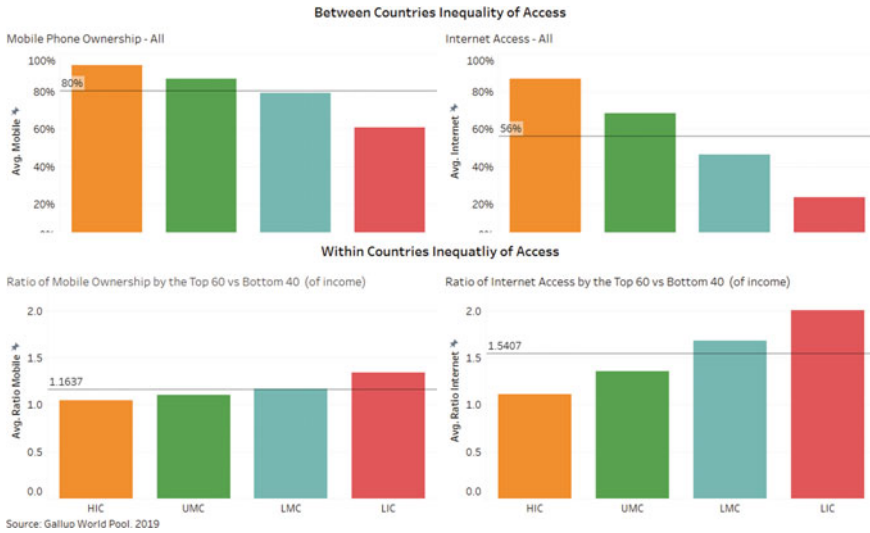 Between Countries Inequality of Access
Mobile Phone Ownership - All
100%
80%
80%
60%
40%
20%
Avg. Mobile
Internet Access - All
100%
80%
60%
56%
40%
20%
Avg. Internet
Within Countries Inequatliy of Access
Ratio of Mobile Ownership by the Top 60 vs Bottom 40 (of income)
2.0
1.5
1.1637
1.0
0.5
0.0
Avg. Ratio Mobile
HIC UMC LMC LIC
Ratio of Internet Access by the Top 60 vs Bottom 40 (of income)
2.0
1.5407
1.5
1.0
0.5
0.0
Avg. Ratio Internet
HIC UMC LMC LIC
Source: Gallup World Pool. 2019